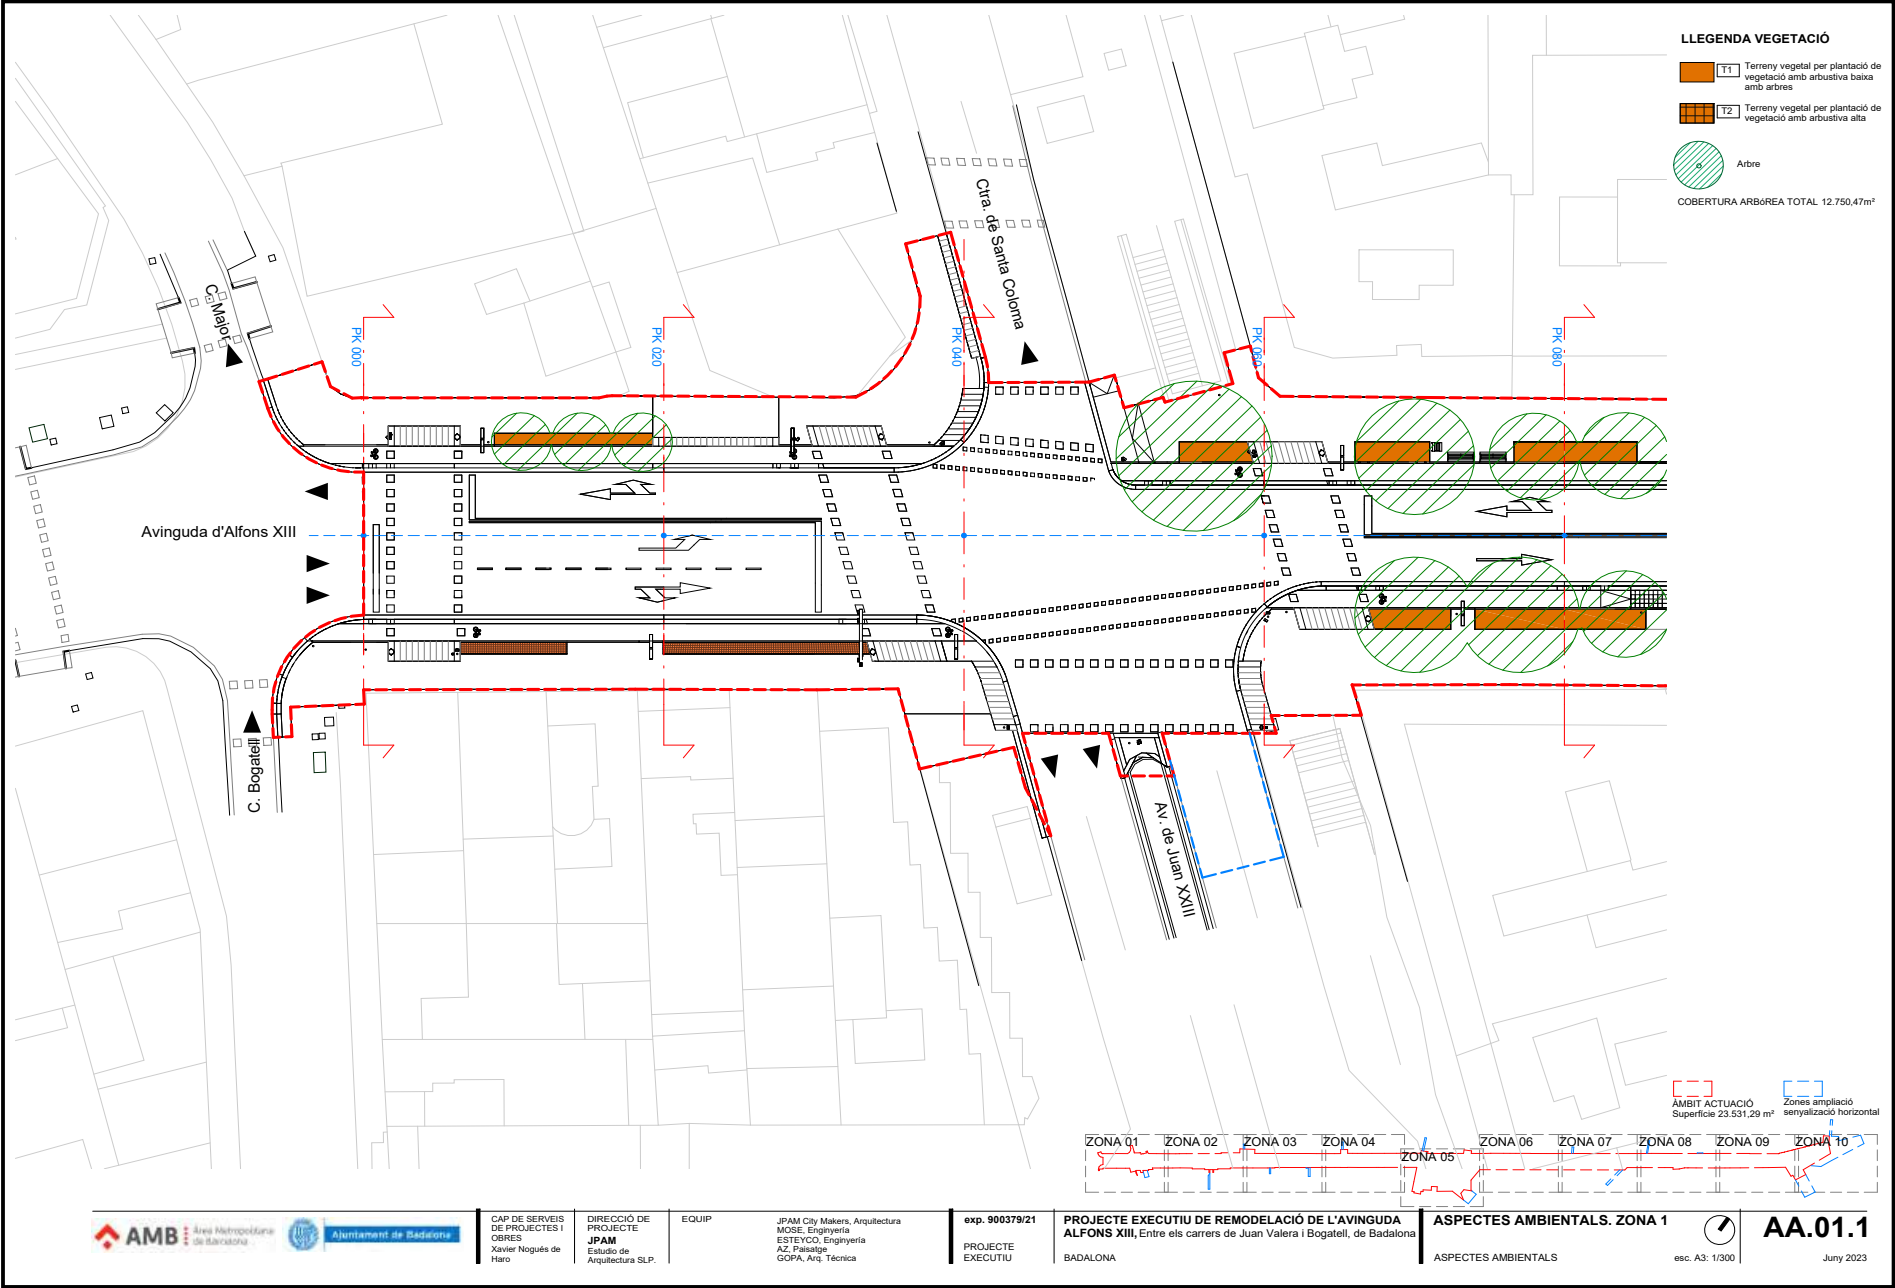 LLEGENDA VEGETACIÓ
T1
Terreny vegetal per plantació de
vegetació amb arbustiva baixa
amb arbres
T2
Terreny vegetal per plantació de
vegetació amb arbustiva alta
Arbre
COBERTURA ARBòREA TOTAL 12.750,47m²
C. Major
Ctra. de Santa Coloma
PK 000
PK 020
PK 040
PK 060
PK 080
Avinguda d'Alfons XIII
C. Bogatell
Av. de Juan XXIII
ÀMBIT ACTUACIÓ
Superfície 23.531,29 m²
Zones ampliació
senyalizació horizontal
ZONA 01
ZONA 02
ZONA 03
ZONA 04
ZONA 05
ZONA 06
ZONA 07
ZONA 08
ZONA 09
ZONA 10
AMB
Àrea Metropolitana
de Barcelona
Ajuntament de Badalona
CAP DE SERVEIS
DE PROJECTES I
OBRES
Xavier Nogués de
Haro
DIRECCIÓ DE
PROJECTE
JPAM
Estudio de
Arquitectura SLP.
EQUIP
JPAM City Makers, Arquitectura
MOSE, Enginyería
ESTEYCO, Enginyería
AZ, Paisatge
GOPA, Arq. Técnica
exp. 900379/21
PROJECTE
EXECUTIU
PROJECTE EXECUTIU DE REMODELACIÓ DE L'AVINGUDA
ALFONS XIII, Entre els carrers de Juan Valera i Bogatell, de Badalona
BADALONA
ASPECTES AMBIENTALS. ZONA 1
ASPECTES AMBIENTALS
esc. A3: 1/300
AA.01.1
Juny 2023